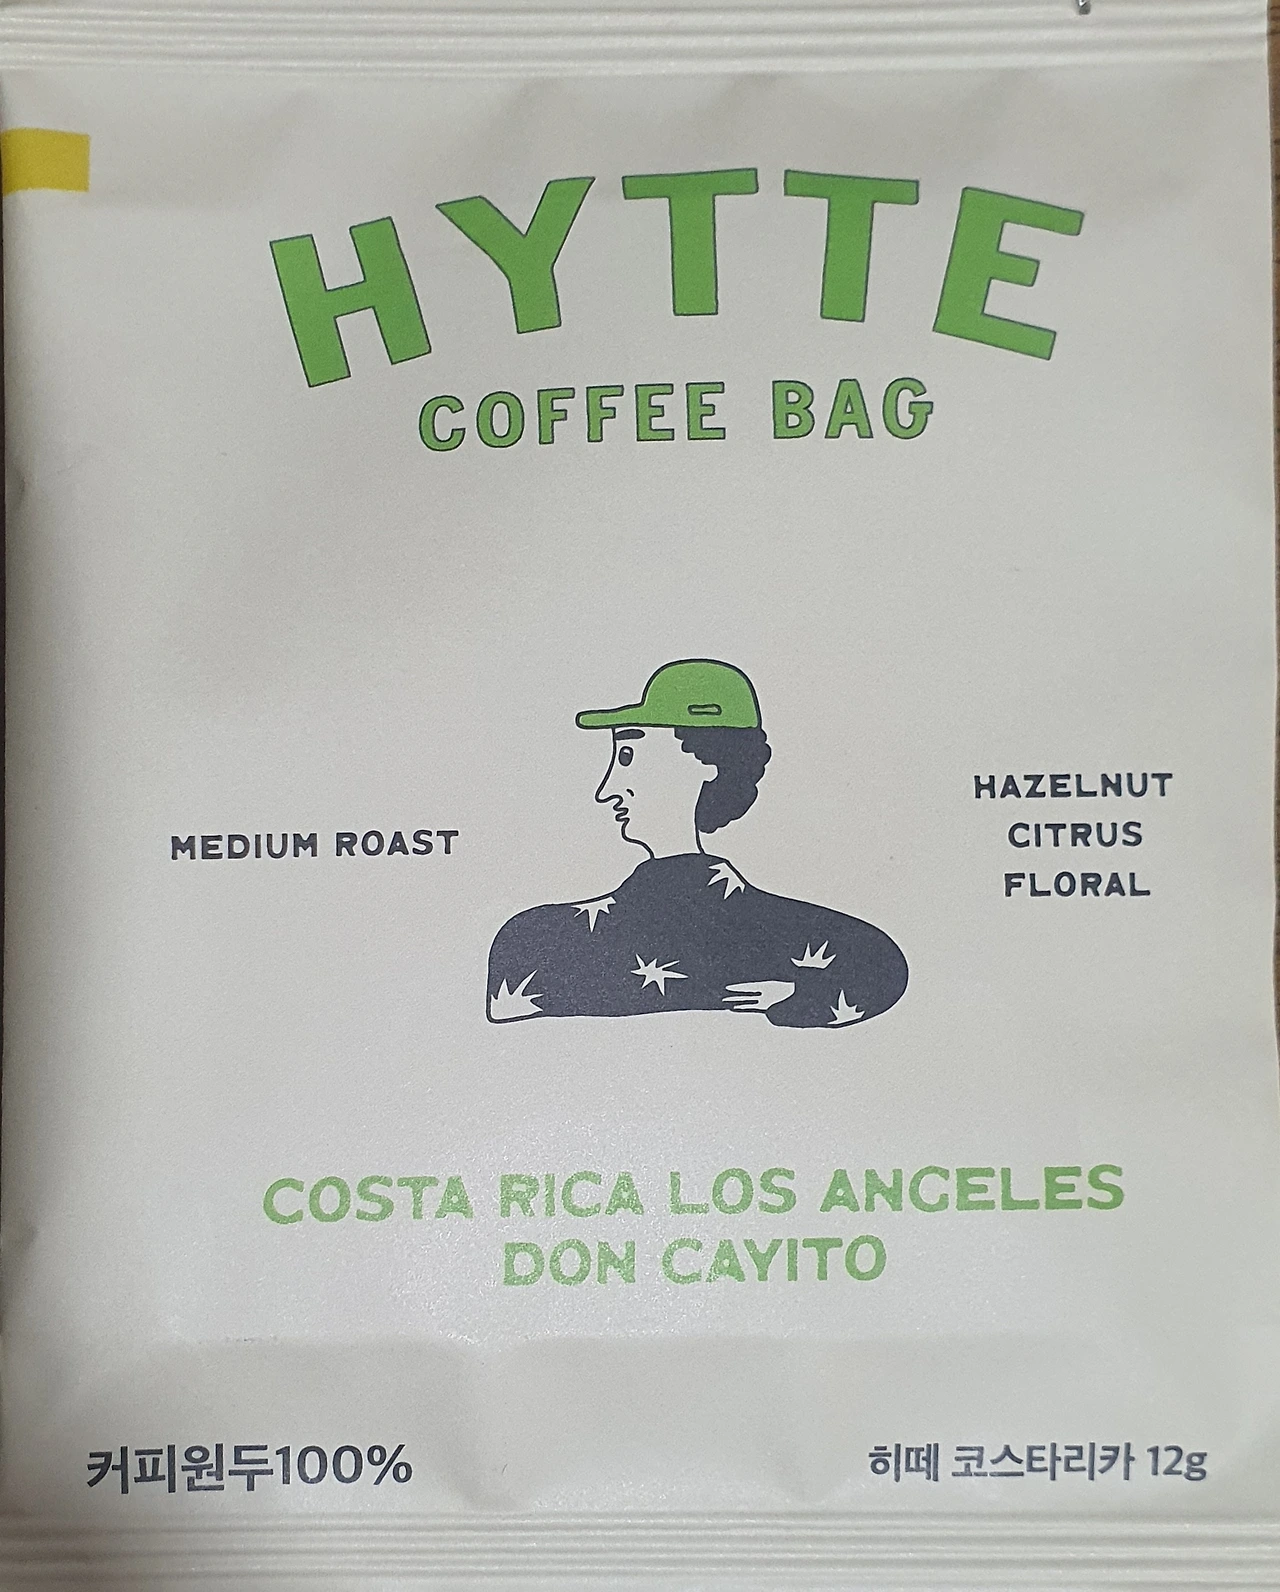 HYTTE
COFFEE BAG
MEDIUM ROAST
HAZELNUT
CITRUS
FLORAL
COSTA RICA LOS ANGELES
DON CAYITO
커피원두100%
히떼 코스타리카 12g